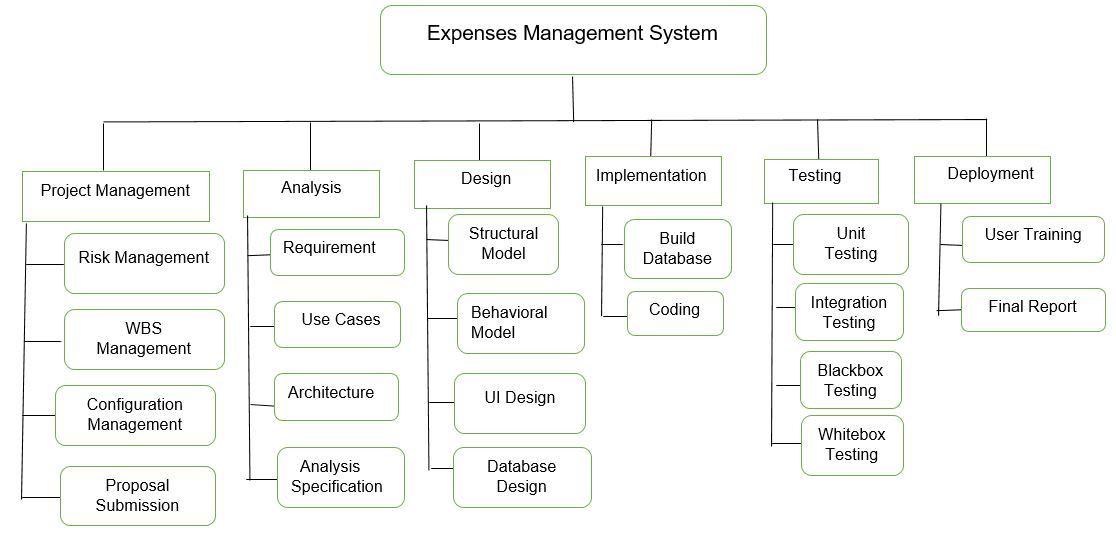 Expenses Management System
Project Management
Analysis
Design
Implementation
Testing
Deployment
Risk Management
WBS
Management
Configuration
Management
Proposal
Submission
Requirement
Use Cases
Architecture
Analysis
Specification
Structural
Model
Behavioral
Model
UI Design
Database
Design
Build
Database
Coding
Unit
Testing
Integration
Testing
Blackbox
Testing
Whitebox
Testing
User Training
Final Report